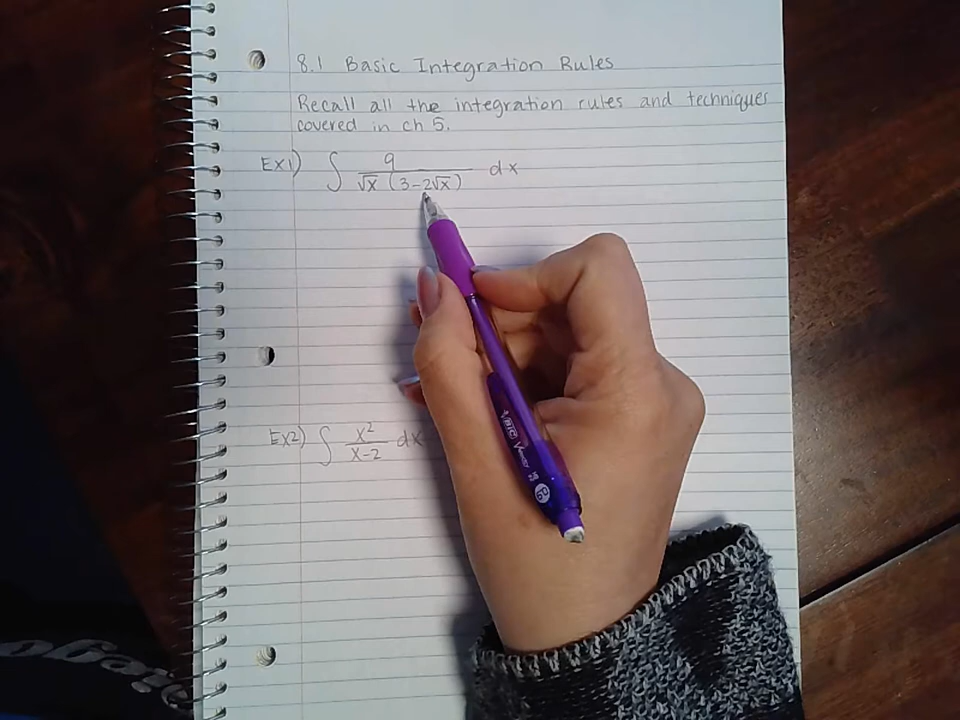 8.1 Basic Integration Rules
Recall all the integration rules and techniques
covered in ch 5.
Ex1) ∫ 9/(√x (3-2√x)) dx
Ex2) ∫ x²/(x-2) dx
BIC